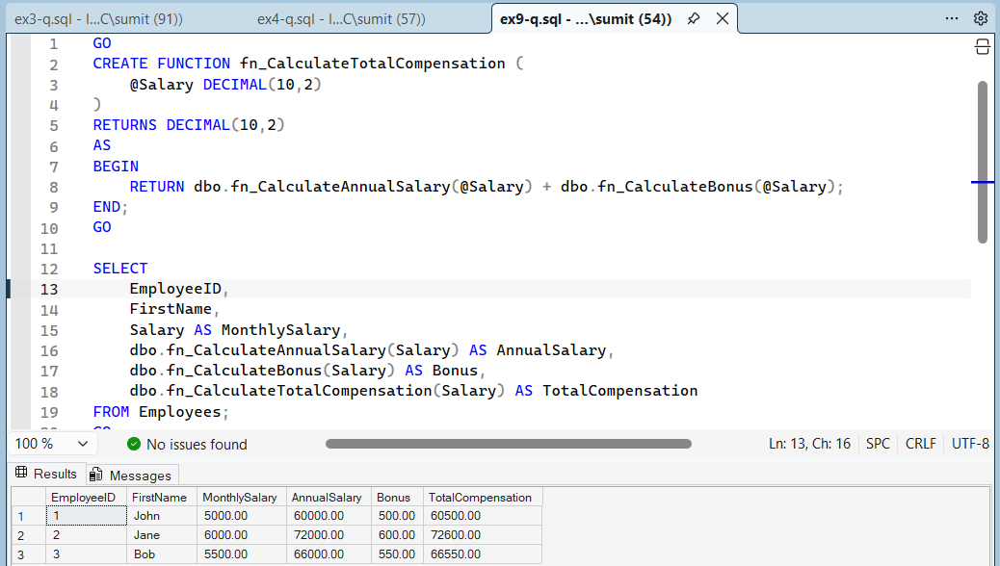 ex3-q.sql - l...C\sumit (91))
ex4-q.sql - l...C\sumit (57))
ex9-q.sql - ...\sumit (54))
1 GO
2 CREATE FUNCTION fn_CalculateTotalCompensation (
3 @Salary DECIMAL(10,2)
4 )
5 RETURNS DECIMAL(10,2)
6 AS
7 BEGIN
8 RETURN dbo.fn_CalculateAnnualSalary(@Salary) + dbo.fn_CalculateBonus(@Salary);
9 END;
10 GO
11
12 SELECT
13 EmployeeID,
14 FirstName,
15 Salary AS MonthlySalary,
16 dbo.fn_CalculateAnnualSalary(Salary) AS AnnualSalary,
17 dbo.fn_CalculateBonus(Salary) AS Bonus,
18 dbo.fn_CalculateTotalCompensation(Salary) AS TotalCompensation
19 FROM Employees;
20 GO
100 % No issues found Ln: 13, Ch: 16 SPC CRLF UTF-8
Results Messages
EmployeeID FirstName MonthlySalary AnnualSalary Bonus TotalCompensation
1 1 John 5000.00 60000.00 500.00 60500.00
2 2 Jane 6000.00 72000.00 600.00 72600.00
3 3 Bob 5500.00 66000.00 550.00 66550.00